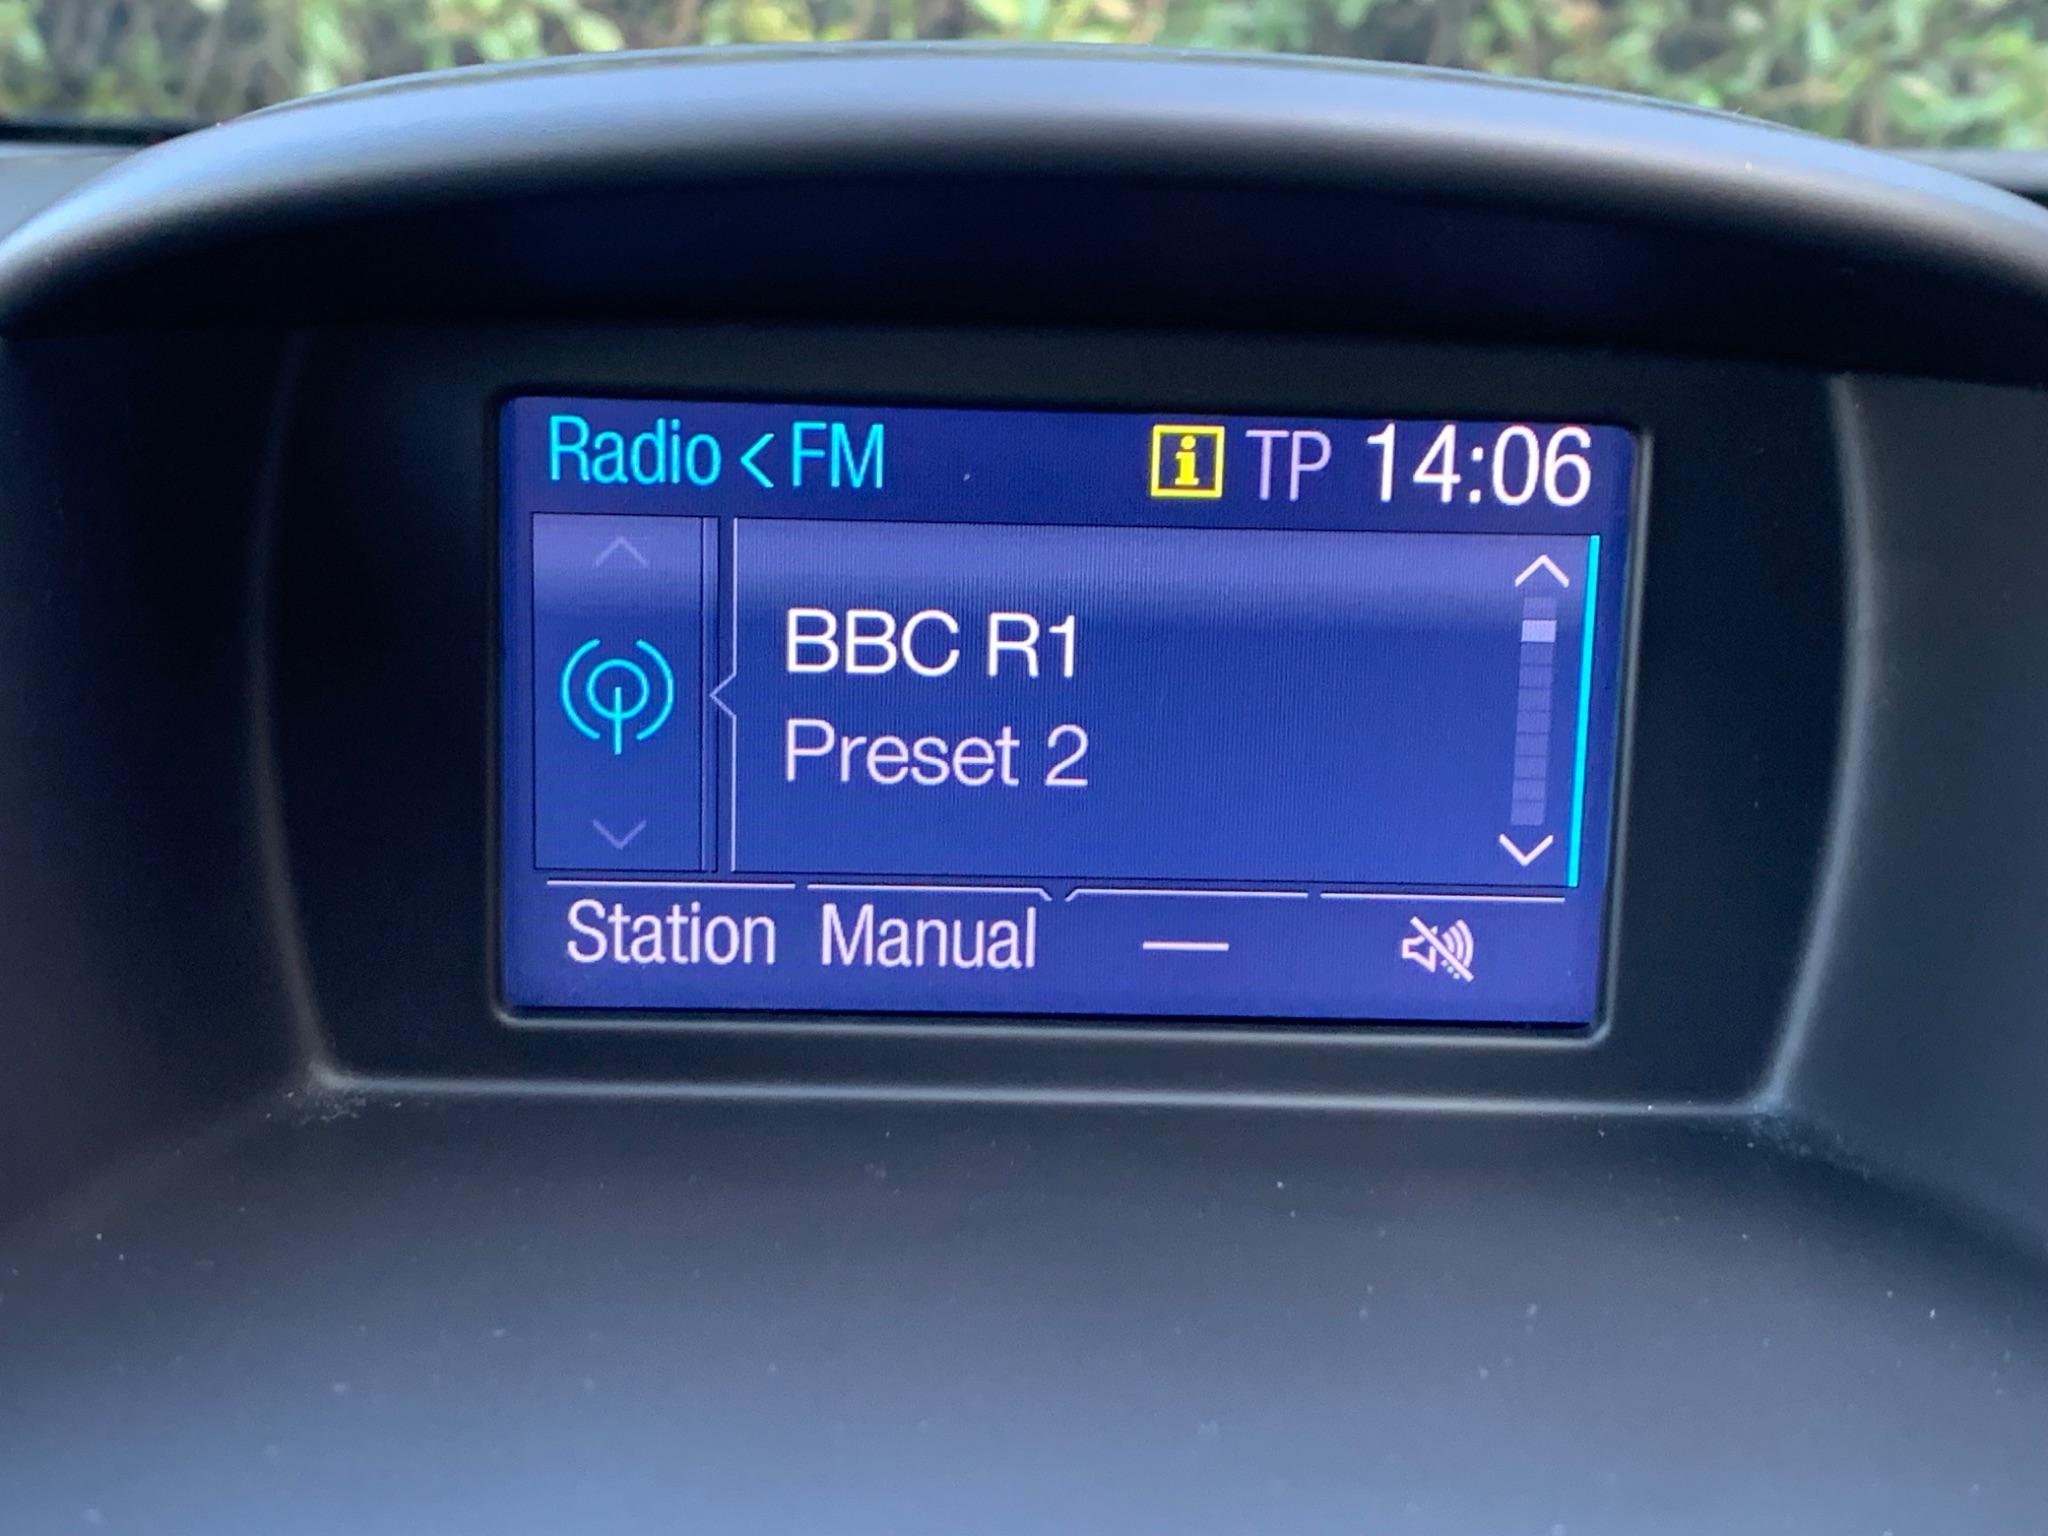 Radio < FM i TP 14:06
BBC R1
Preset 2
Station Manual —